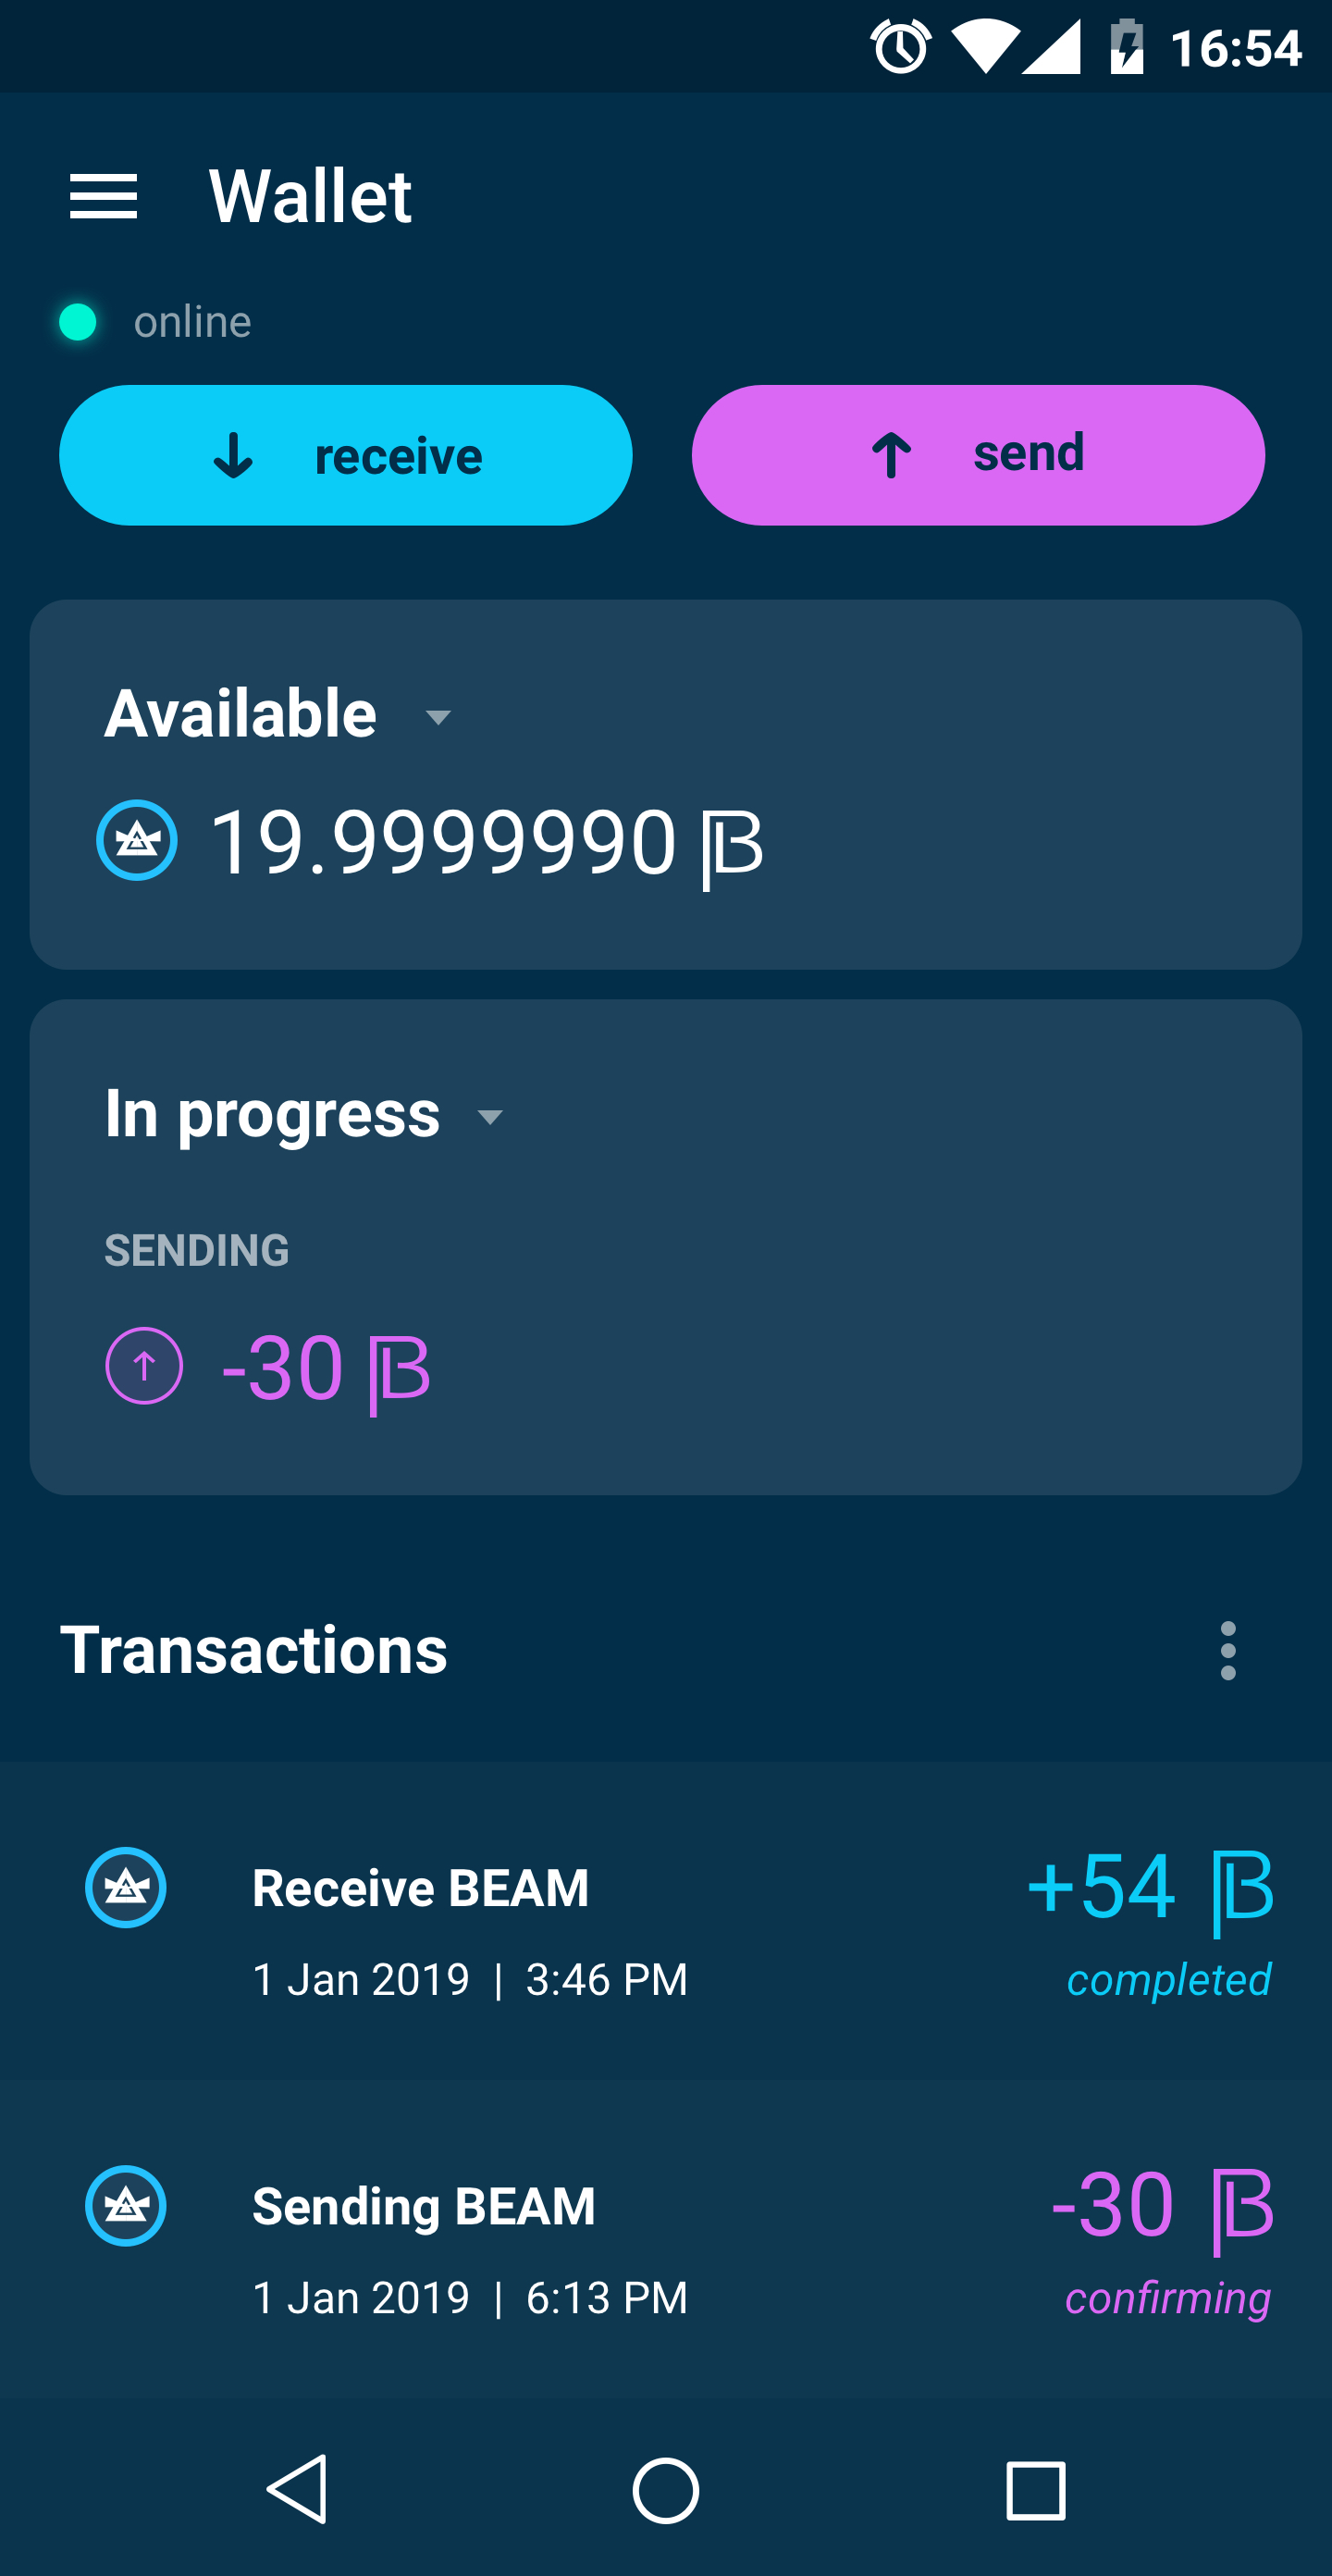 16:54
Wallet
online
receive
send
Available
19.9999990
In progress
SENDING
-30
Transactions
Receive BEAM
+54
1 Jan 2019 | 3:46 PM
completed
Sending BEAM
-30
1 Jan 2019 | 6:13 PM
confirming